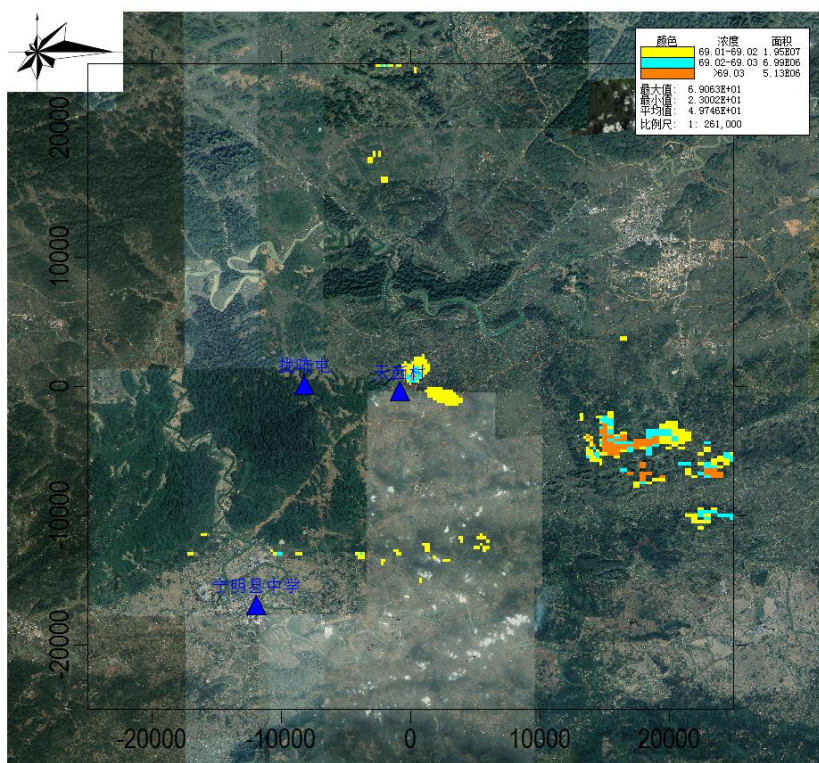 颜色 浓度 面积
69.01-69.02 1.95E07
69.02-69.03 6.99E06
>69.03 5.13E06
最大值: 6.9063E+01
最小值: 2.3002E+01
平均值: 4.9746E+01
比例尺: 1: 261,000
20000
10000
0
-10000
-20000
天西村
宁明县中学
-20000 -10000 0 10000 20000